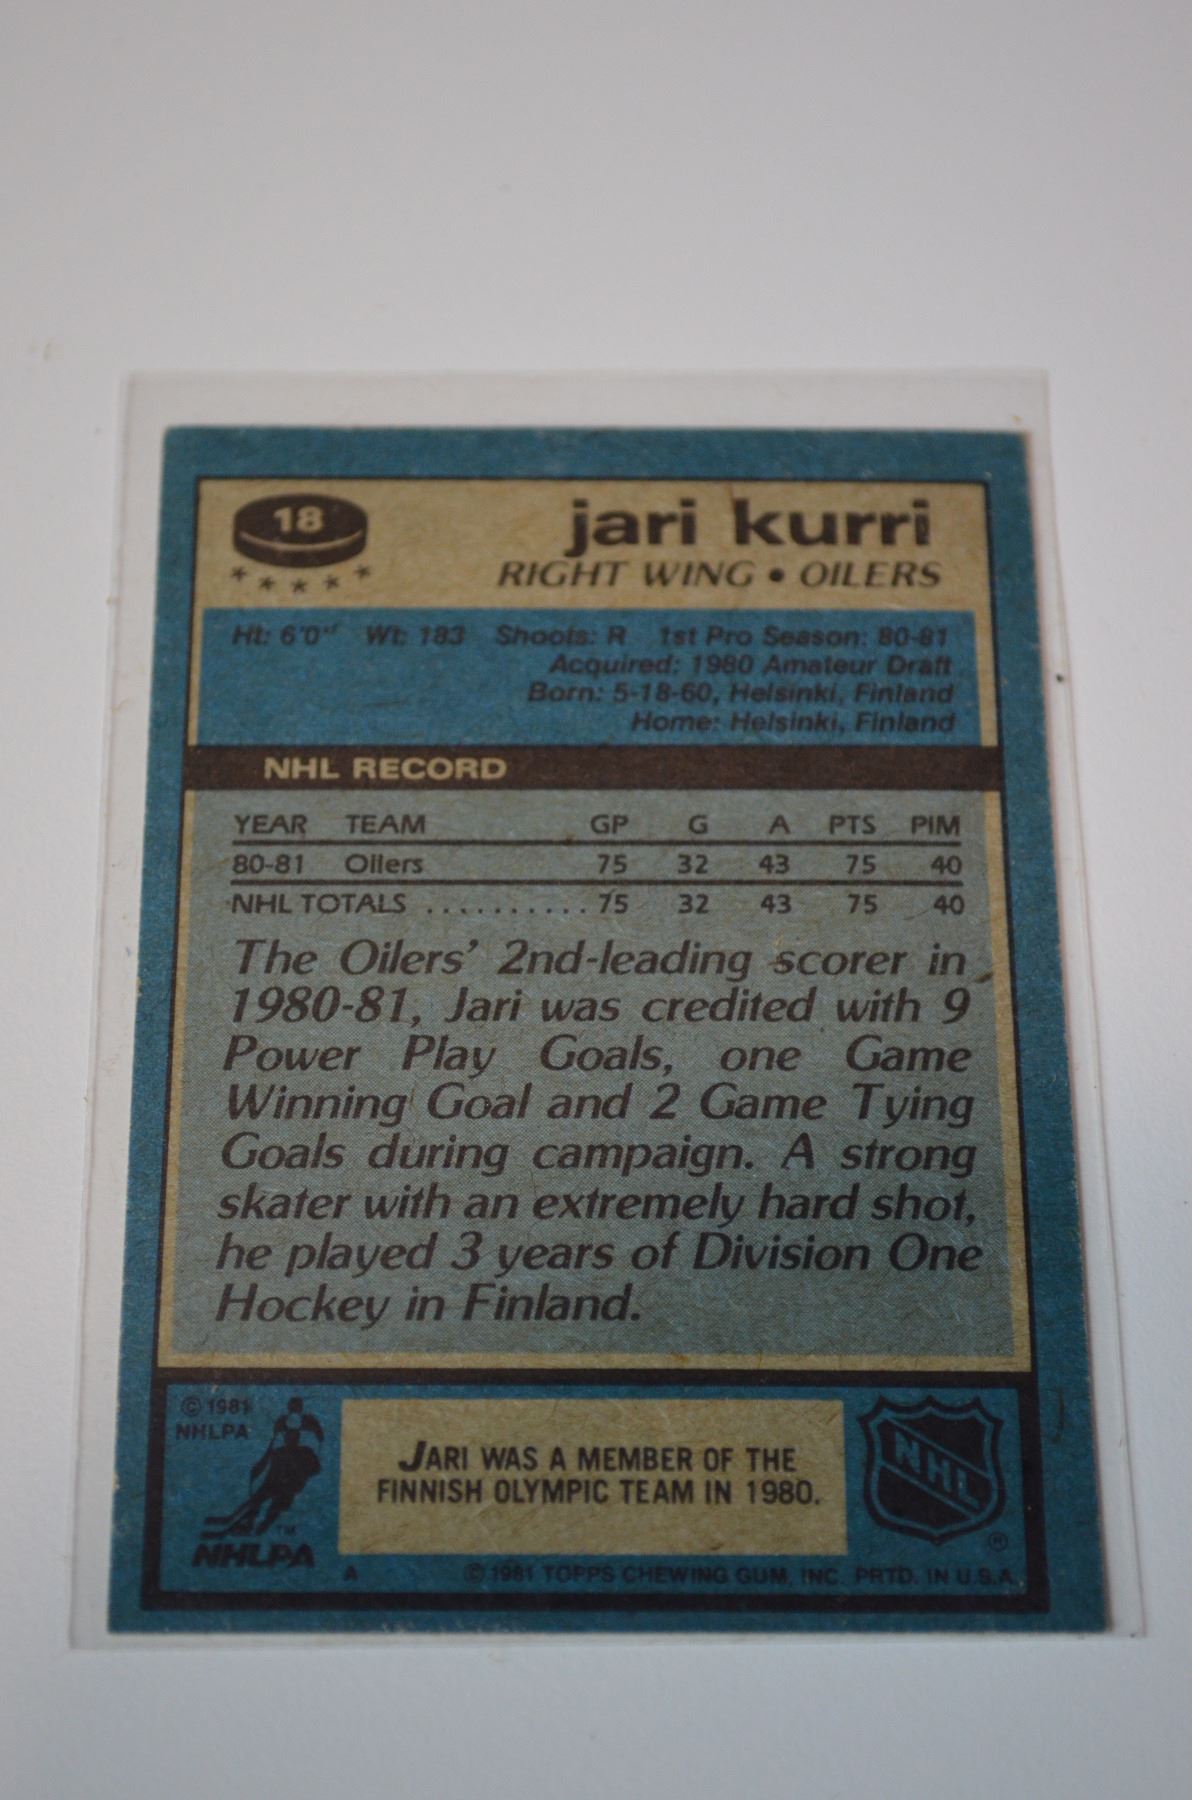 18
jari kurri
RIGHT WING • OILERS
Ht: 6'0" Wt: 183 Shoots: R 1st Pro Season: 80-81
Acquired: 1980 Amateur Draft
Born: 5-18-60, Helsinki, Finland
Home: Helsinki, Finland
NHL RECORD
YEAR TEAM GP G A PTS PIM
80-81 Oilers 75 32 43 75 40
NHL TOTALS .......... 75 32 43 75 40
The Oilers' 2nd-leading scorer in
1980-81, Jari was credited with 9
Power Play Goals, one Game
Winning Goal and 2 Game Tying
Goals during campaign. A strong
skater with an extremely hard shot,
he played 3 years of Division One
Hockey in Finland.
© 1981
NHLPA
TM
NHLPA
JARI WAS A MEMBER OF THE
FINNISH OLYMPIC TEAM IN 1980.
NHL
®
A © 1981 TOPPS CHEWING GUM, INC. PRTD. IN U.S.A.